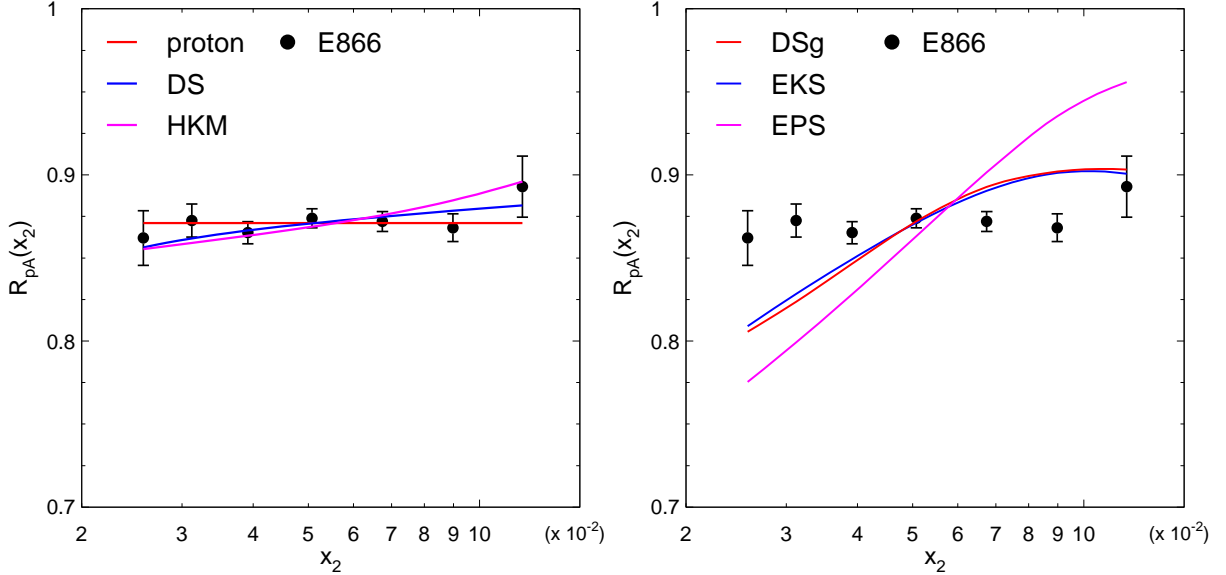 1
0.9
0.8
0.7
R_pA(x_2)
proton
E866
DS
HKM
2
3
4
5
6
7
8
9
10
(x 10^-2)
x_2
1
0.9
0.8
0.7
R_pA(x_2)
DSg
E866
EKS
EPS
2
3
4
5
6
7
8
9
10
(x 10^-2)
x_2